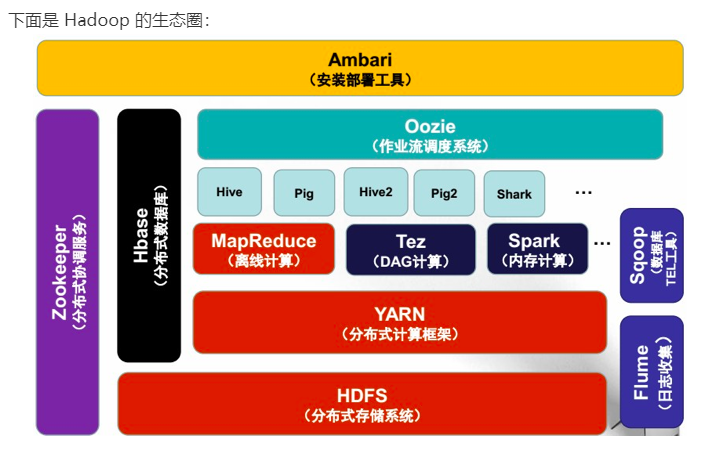 下面是 Hadoop 的生态圈：
Ambari
（安装部署工具）
Zookeeper
（分布式协调服务）
Hbase
（分布式数据库）
Oozie
（作业流调度系统）
Hive
Pig
Hive2
Pig2
Shark
...
MapReduce
（离线计算）
Tez
（DAG计算）
Spark
（内存计算）
...
Sqoop
（数据库
TEL工具）
YARN
（分布式计算框架）
Flume
（日志收集）
HDFS
（分布式存储系统）